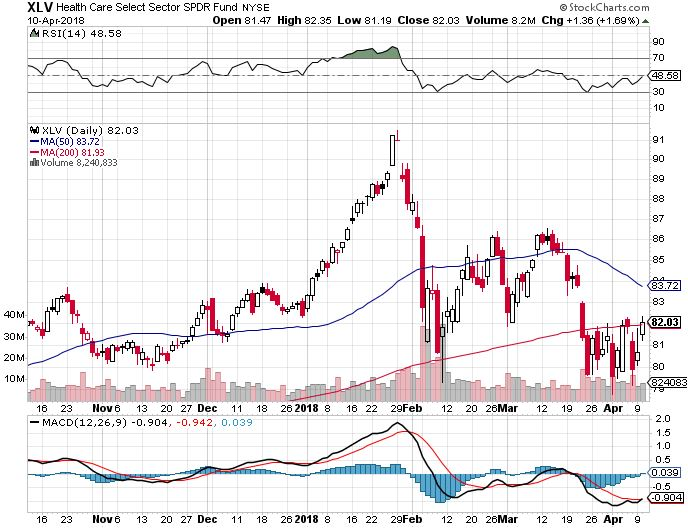 XLV Health Care Select Sector SPDR Fund NYSE © StockCharts.com
10-Apr-2018 Open 81.47 High 82.35 Low 81.19 Close 82.03 Volume 8.2M Chg +1.36 (+1.69%)
RSI(14) 48.58
90
70
50
48.58
30
10
XLV (Daily) 82.03
MA(50) 83.72
MA(200) 81.93
Volume 8,240,833
91
90
89
88
87
86
85
84
83.72
83
82.03
81
80
79
8240833
40M
30M
20M
10M
16 23 Nov 6 13 20 Dec 11 18 26 2018 8 16 22 29 Feb 12 20 26 Mar 12 19 26 Apr 9
MACD(12,26,9) -0.904, -0.942, 0.039
2.0
1.5
1.0
0.5
0.039
-0.5
-0.904
16 23 Nov 6 13 20 Dec 11 18 26 2018 8 16 22 29 Feb 12 20 26 Mar 12 19 26 Apr 9